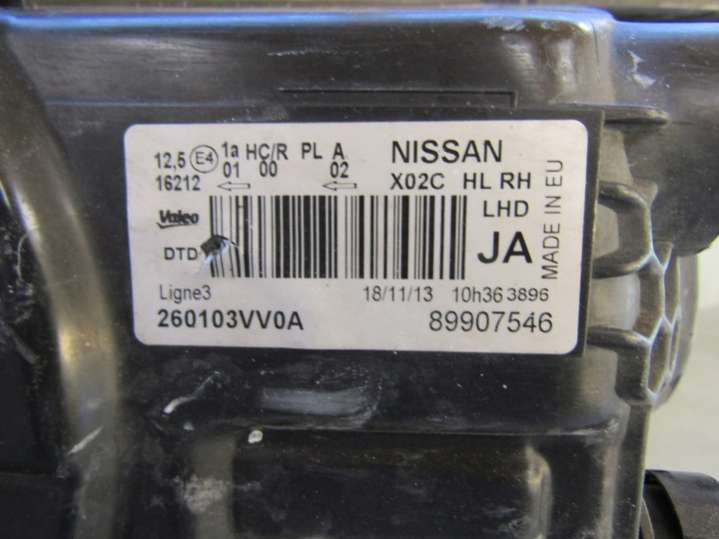 12,5 E4 1a HC/R PL A NISSAN
16212 01 00 02 X02C HL RH
Valeo LHD
DTD JA
MADE IN EU
Ligne3 18/11/13 10h36 3896
260103VV0A 89907546